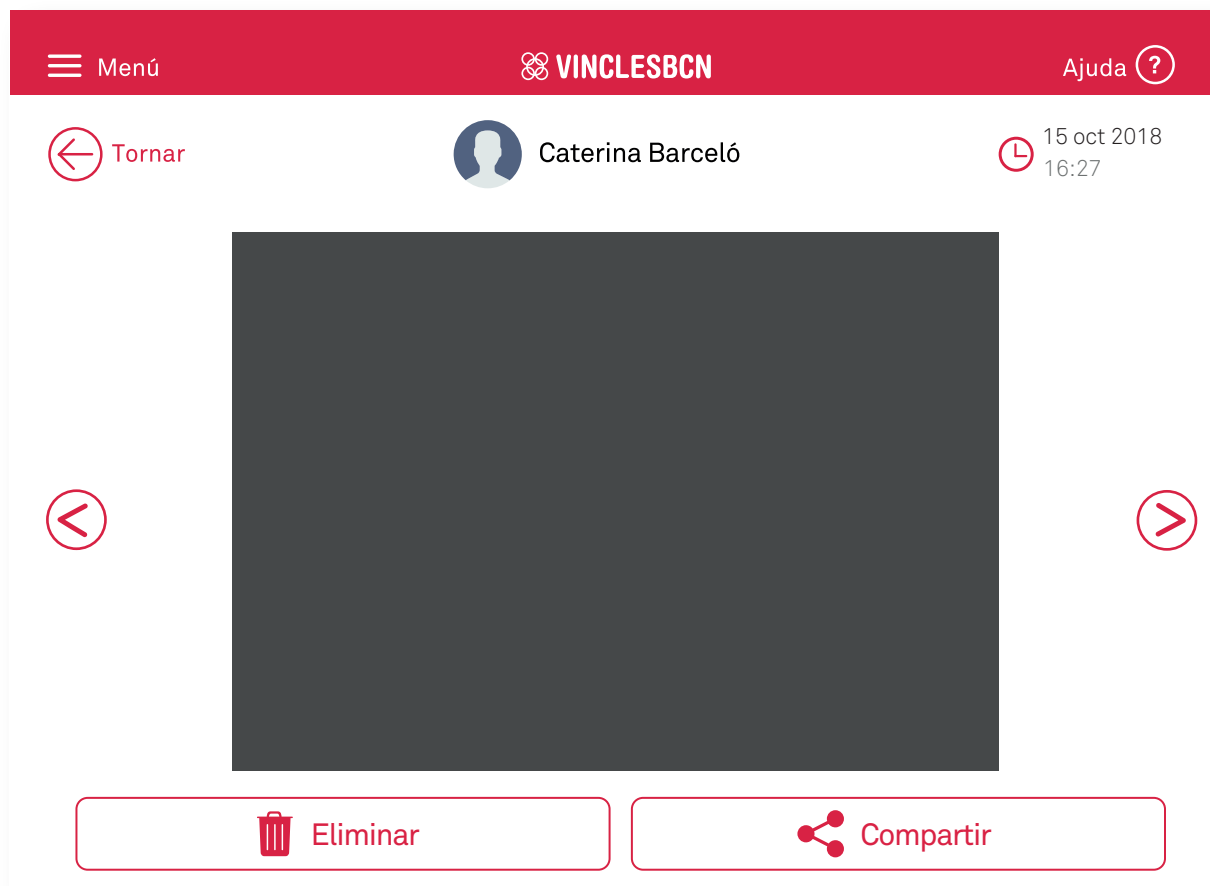 Menú
VINCLESBCN
Ajuda ?
Tornar
Caterina Barceló
15 oct 2018
16:27
Eliminar
Compartir